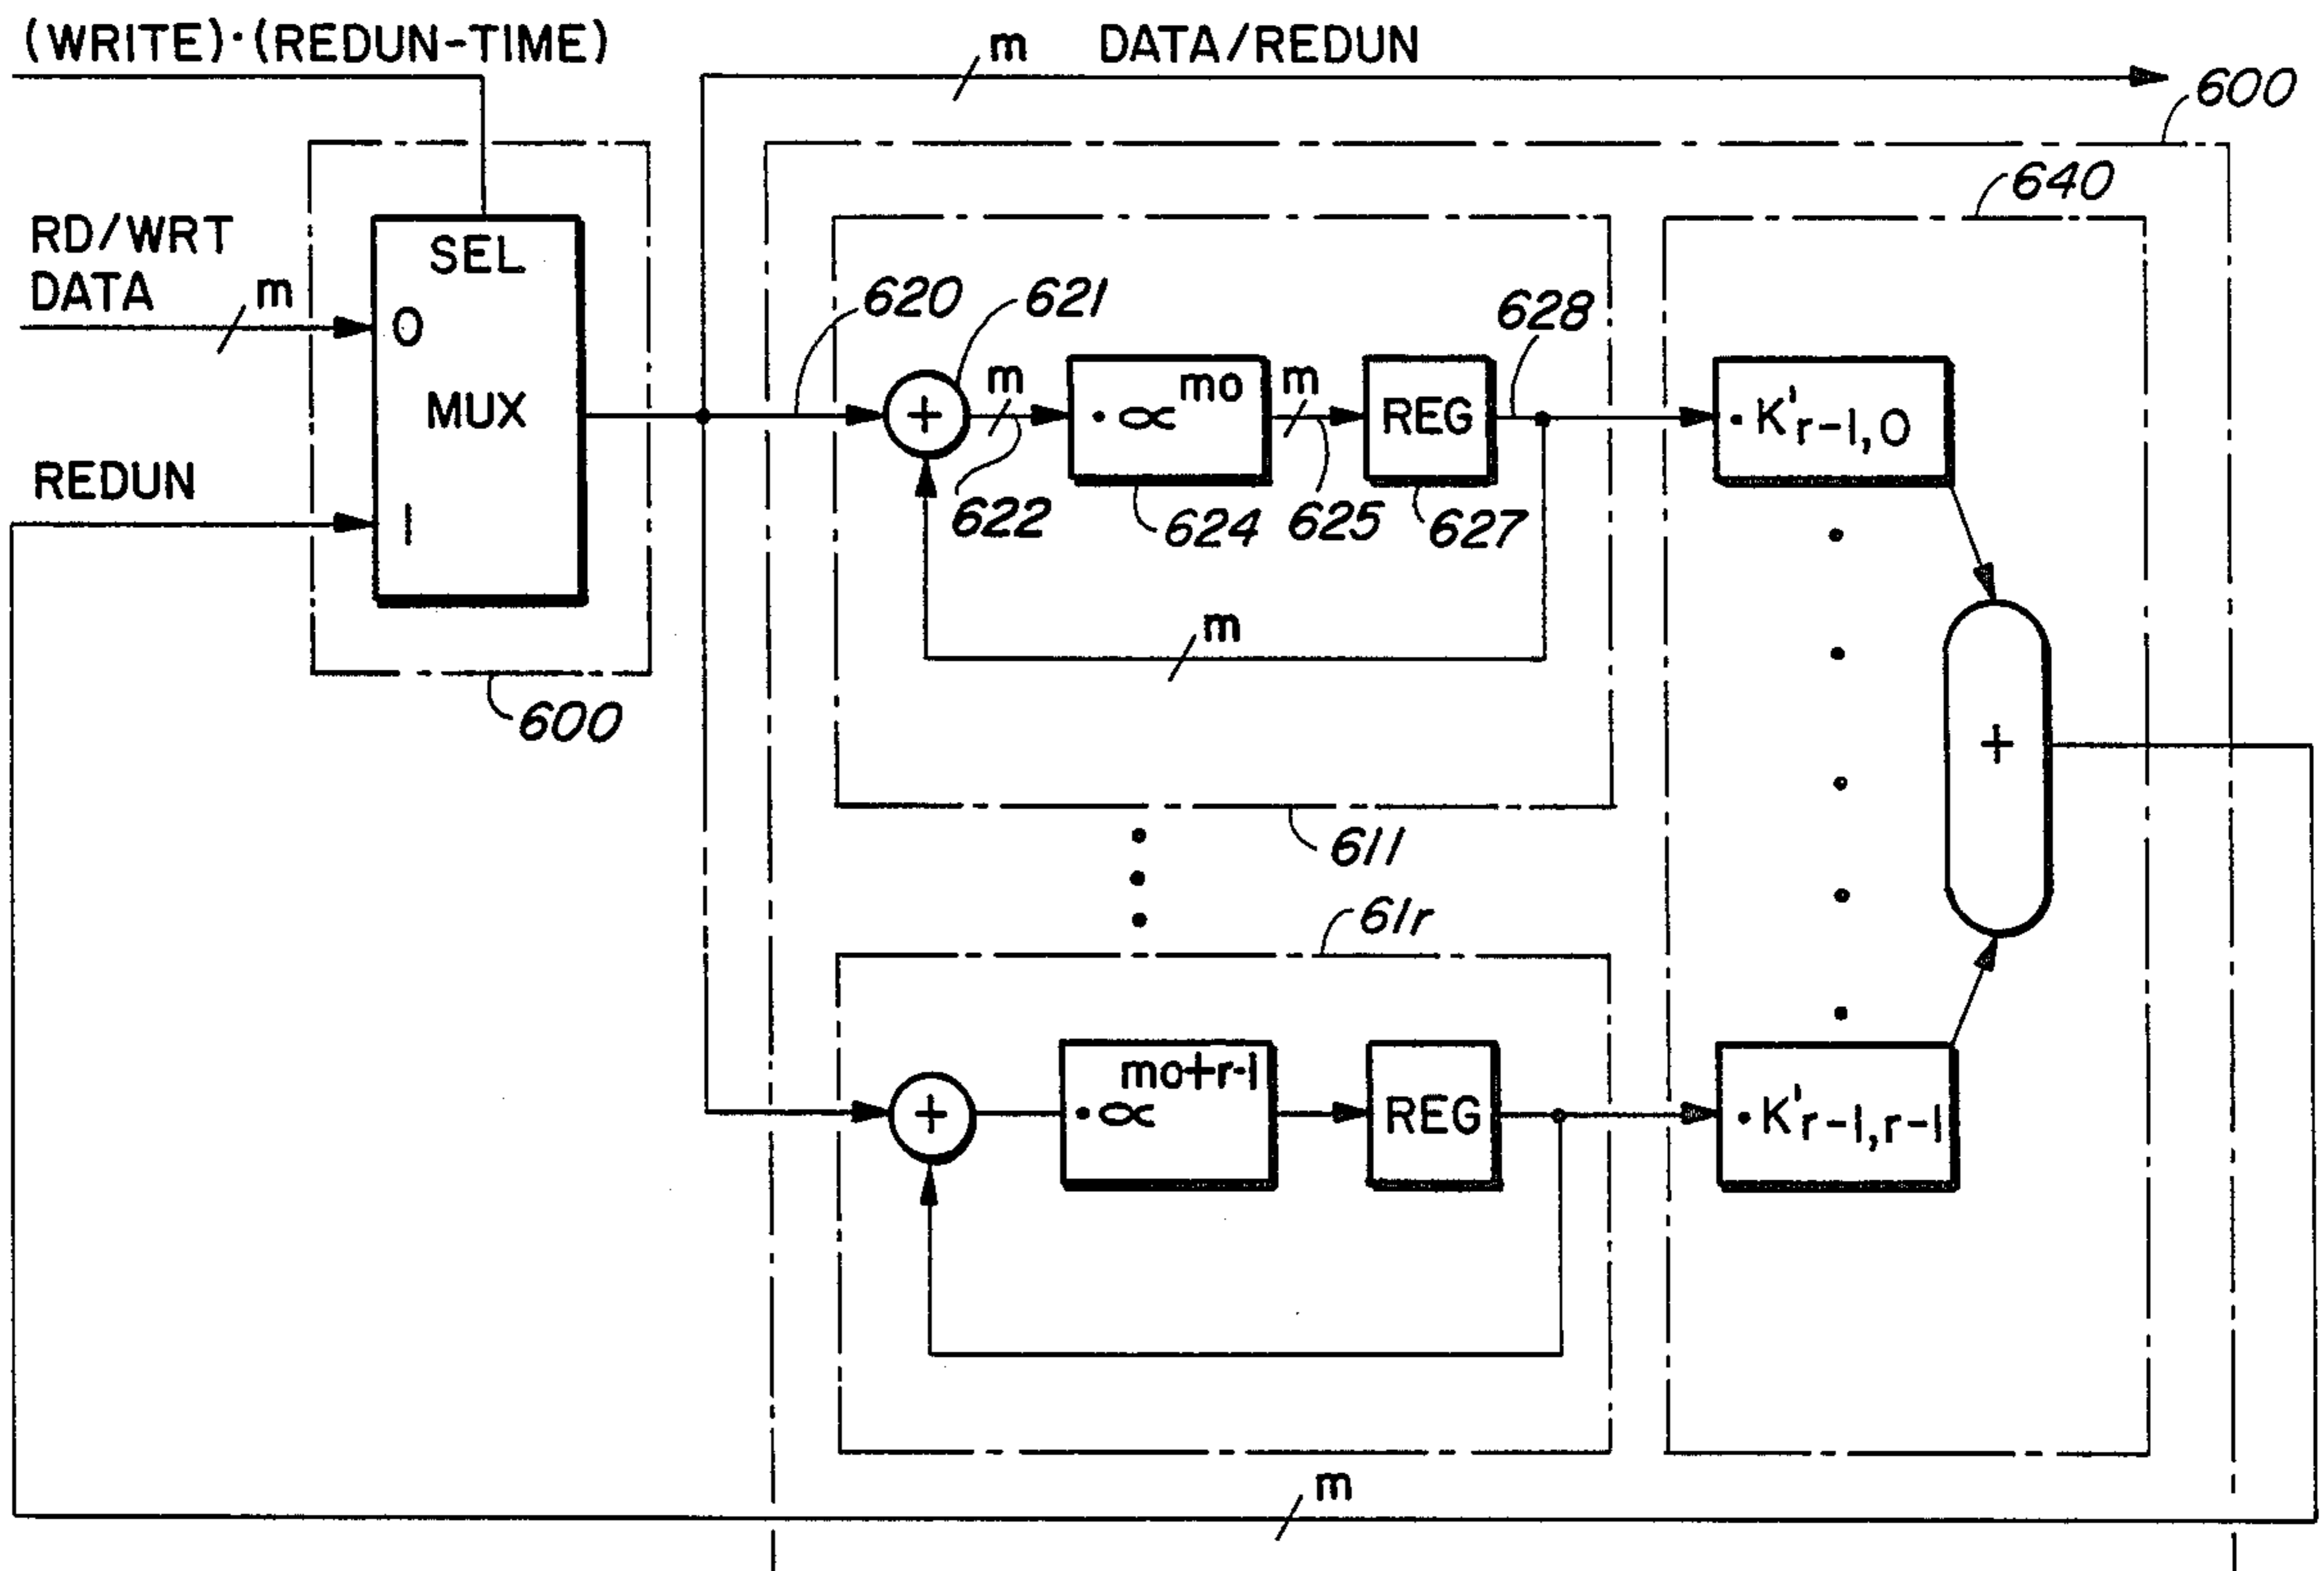 (WRITE)·(REDUN-TIME)
m DATA/REDUN
600
640
RD/WRT
DATA
m
SEL
0
MUX
REDUN
1
600
620
621
m
622
·∝^mo
624
m
625
REG
627
628
m
611
·K'r-1,0
+
+
61r
+
·∝^mo+r-1
REG
·K'r-1,r-1
m